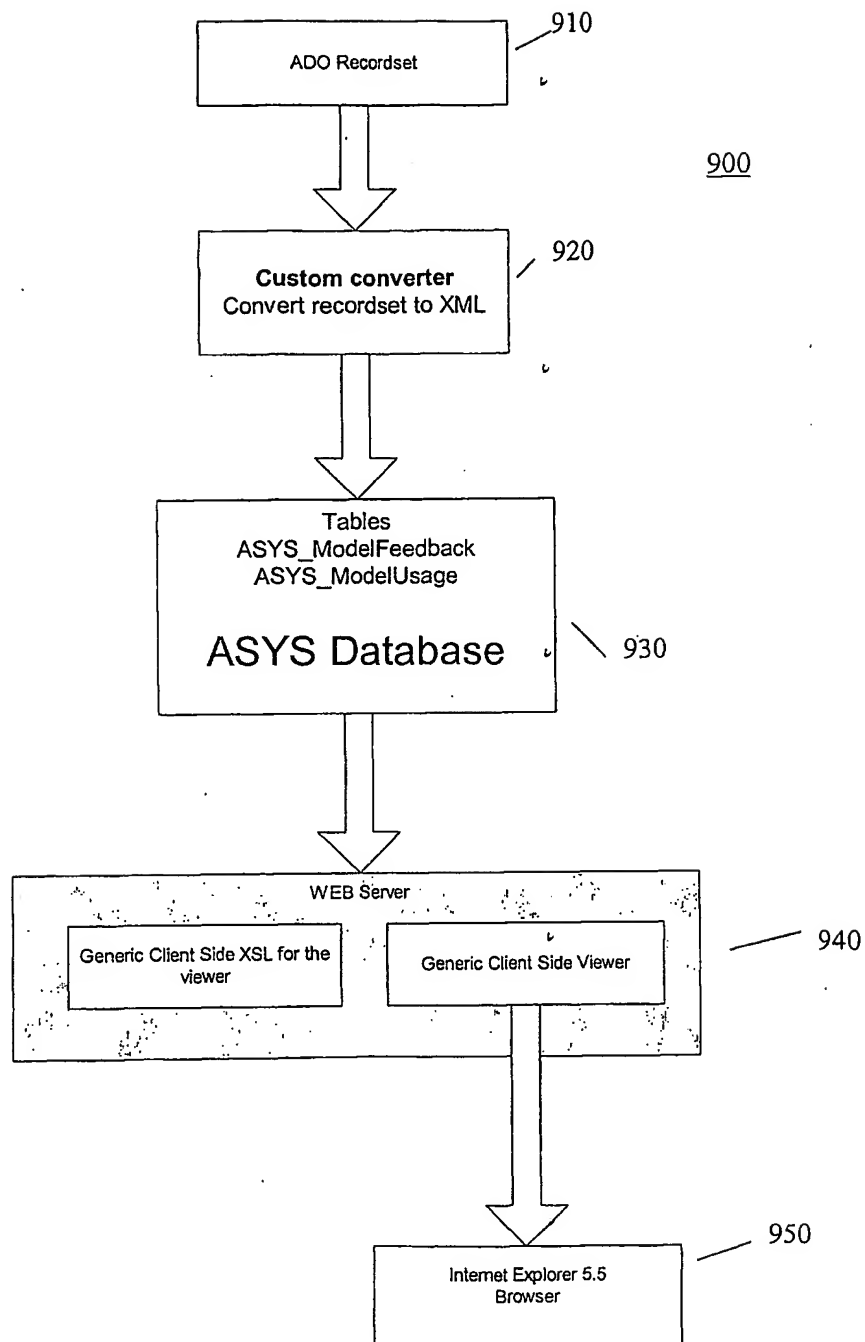 910
ADO Recordset
900
920
Custom converter
Convert recordset to XML
Tables
ASYS_ModelFeedback
ASYS_ModelUsage
ASYS Database
930
WEB Server
Generic Client Side XSL for the
viewer
Generic Client Side Viewer
940
950
Internet Explorer 5.5
Browser